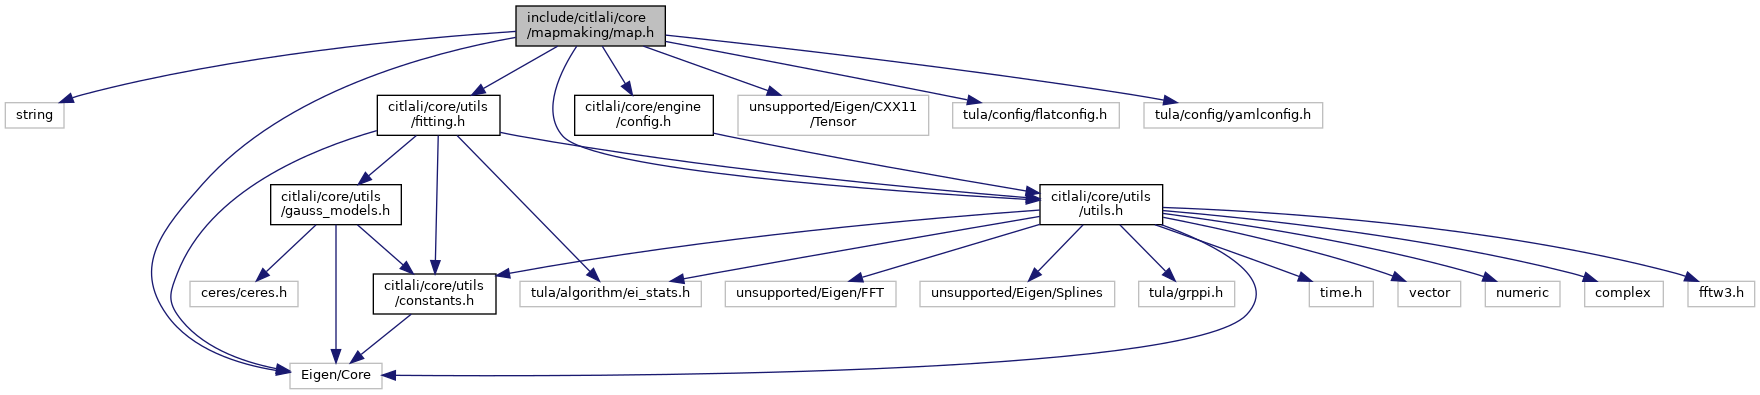 include/citlali/core
/mapmaking/map.h
string
citlali/core/utils
/fitting.h
citlali/core/engine
/config.h
unsupported/Eigen/CXX11
/Tensor
tula/config/flatconfig.h
tula/config/yamlconfig.h
citlali/core/utils
/gauss_models.h
citlali/core/utils
/utils.h
ceres/ceres.h
citlali/core/utils
/constants.h
tula/algorithm/ei_stats.h
unsupported/Eigen/FFT
unsupported/Eigen/Splines
tula/grppi.h
time.h
vector
numeric
complex
fftw3.h
Eigen/Core